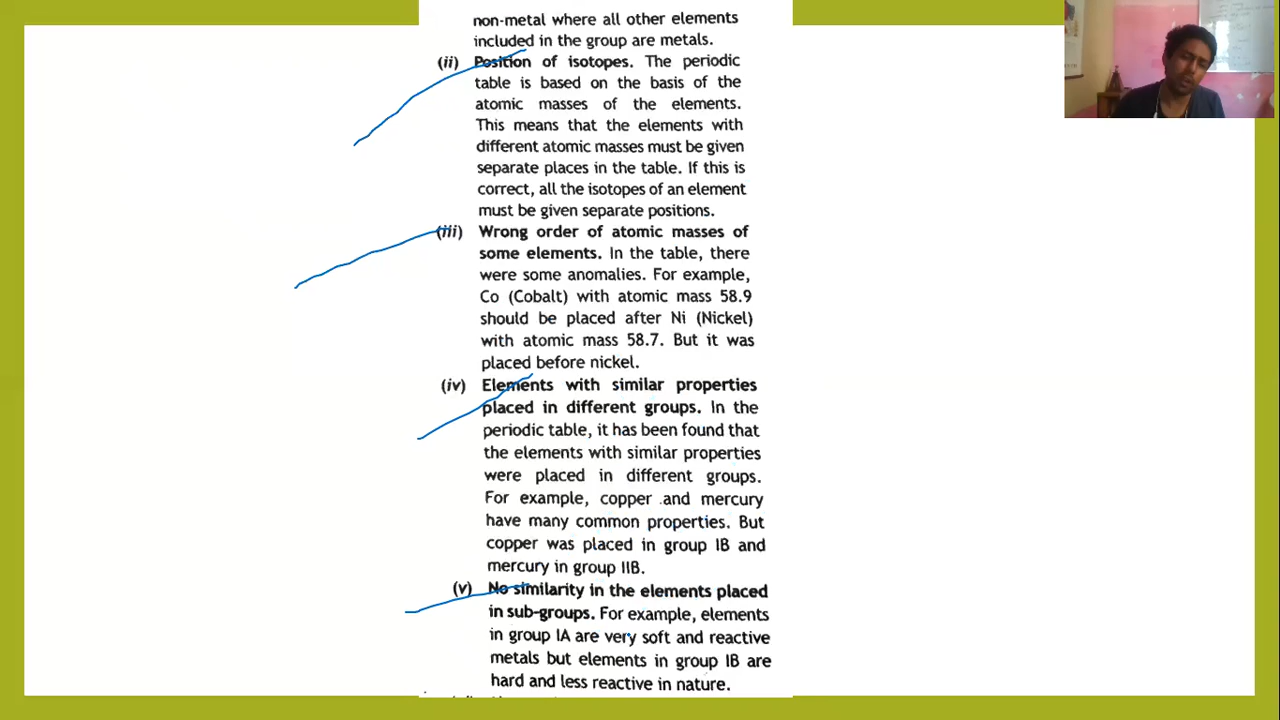 non-metal where all other elements
included in the group are metals.
(ii) Position of isotopes. The periodic
table is based on the basis of the
atomic masses of the elements.
This means that the elements with
different atomic masses must be given
separate places in the table. If this is
correct, all the isotopes of an element
must be given separate positions.
(iii) Wrong order of atomic masses of
some elements. In the table, there
were some anomalies. For example,
Co (Cobalt) with atomic mass 58.9
should be placed after Ni (Nickel)
with atomic mass 58.7. But it was
placed before nickel.
(iv) Elements with similar properties
placed in different groups. In the
periodic table, it has been found that
the elements with similar properties
were placed in different groups.
For example, copper and mercury
have many common properties. But
copper was placed in group IB and
mercury in group IIB.
(v) No similarity in the elements placed
in sub-groups. For example, elements
in group IA are very soft and reactive
metals but elements in group IB are
hard and less reactive in nature.